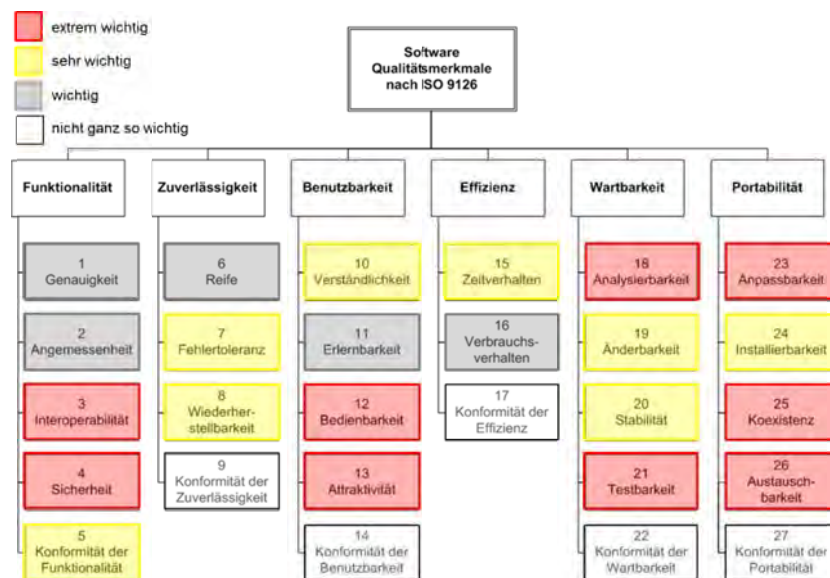 extrem wichtig
sehr wichtig
wichtig
nicht ganz so wichtig
Software
Qualitätsmerkmale
nach ISO 9126
Funktionalität
Zuverlässigkeit
Benutzbarkeit
Effizienz
Wartbarkeit
Portabilität
1
Genauigkeit
2
Angemessenheit
3
Interoperabilität
4
Sicherheit
5
Konformität der
Funktionalität
6
Reife
7
Fehlertoleranz
8
Wiederher-
stellbarkeit
9
Konformität der
Zuverlässigkeit
10
Verständlichkeit
11
Erlernbarkeit
12
Bedienbarkeit
13
Attraktivität
14
Konformität der
Benutzbarkeit
15
Zeitverhalten
16
Verbrauchs-
verhalten
17
Konformität der
Effizienz
18
Analysierbarkeit
19
Änderbarkeit
20
Stabilität
21
Testbarkeit
22
Konformität der
Wartbarkeit
23
Anpassbarkeit
24
Installierbarkeit
25
Koexistenz
26
Austausch-
barkeit
27
Konformität der
Portabilität